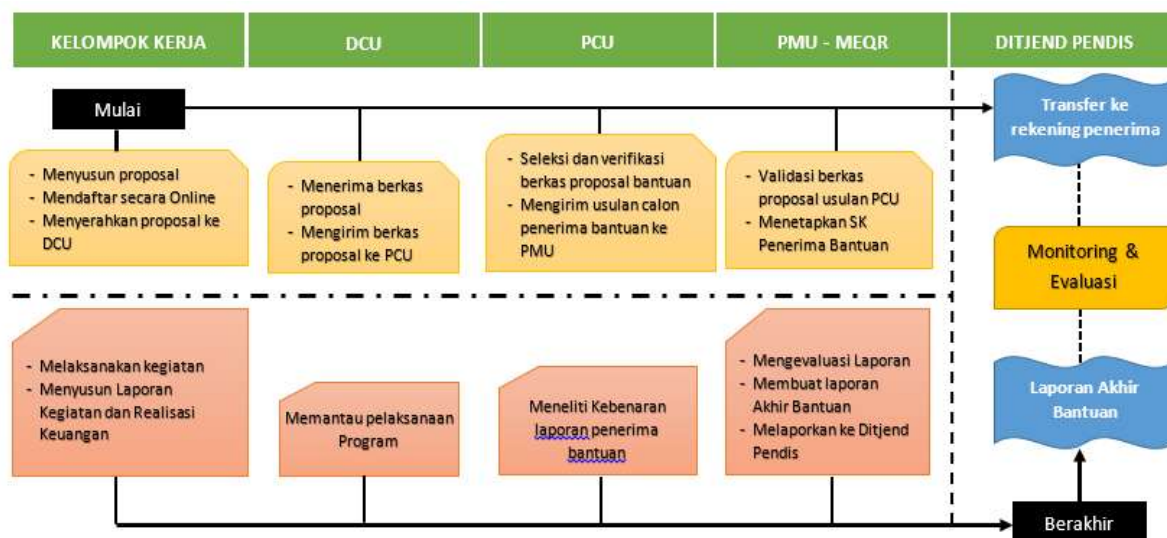 KELOMPOK KERJA
DCU
PCU
PMU - MEQR
DITJEND PENDIS
Mulai
- Menyusun proposal
- Mendaftar secara Online
- Menyerahkan proposal ke
DCU
- Menerima berkas
proposal
- Mengirim berkas
proposal ke PCU
- Seleksi dan verifikasi
berkas proposal bantuan
- Mengirim usulan calon
penerima bantuan ke
PMU
- Validasi berkas
proposal usulan PCU
- Menetapkan SK
Penerima Bantuan
Transfer ke
rekening penerima
Monitoring &
Evaluasi
- Melaksanakan kegiatan
- Menyusun Laporan
Kegiatan dan Realisasi
Keuangan
Memantau pelaksanaan
Program
Meneliti Kebenaran
laporan penerima
bantuan
- Mengevaluasi Laporan
- Membuat laporan
Akhir Bantuan
- Melaporkan ke Ditjend
Pendis
Laporan Akhir
Bantuan
Berakhir